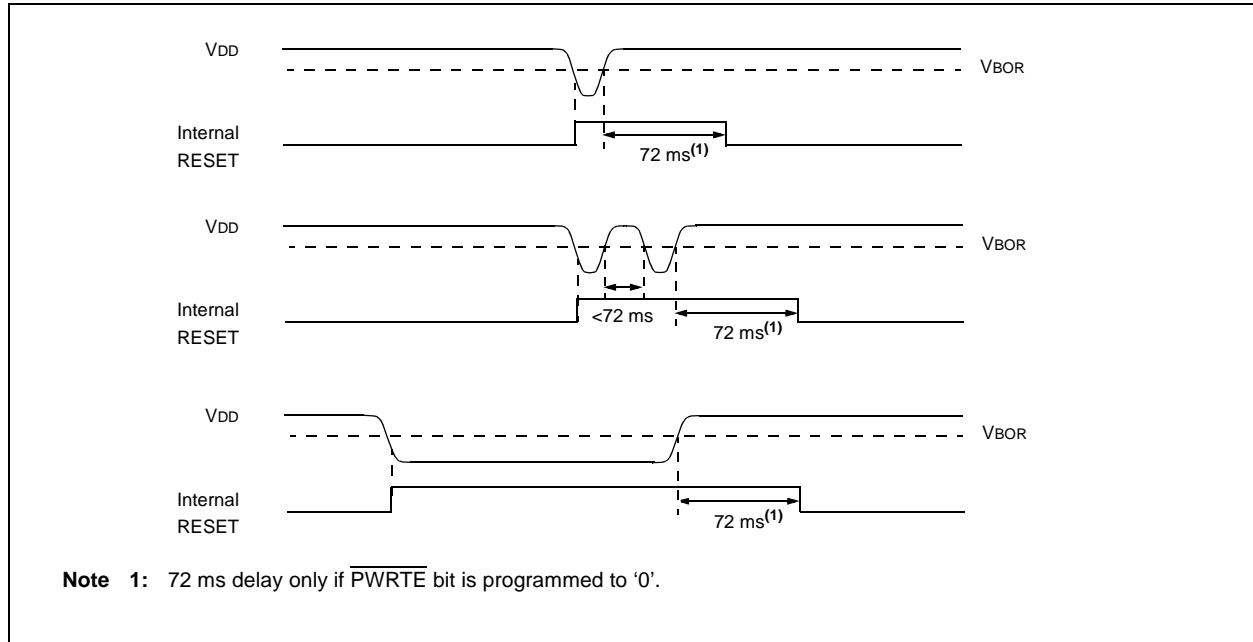 VDD
VBOR
Internal
RESET
72 ms(1)
VDD
VBOR
Internal
RESET
<72 ms
72 ms(1)
VDD
VBOR
Internal
RESET
72 ms(1)
Note 1: 72 ms delay only if PWRTE bit is programmed to ‘0’.